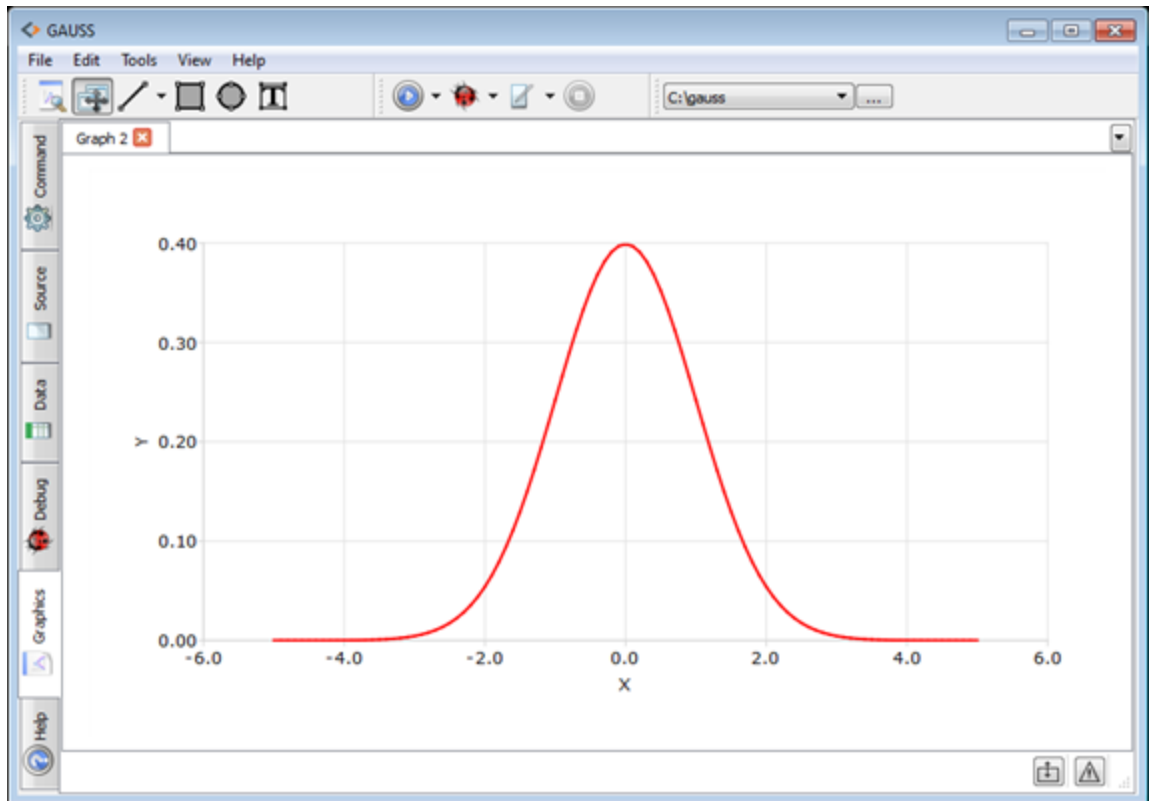 GAUSS
File Edit Tools View Help
T C:\gauss ...
Graph 2
Command
Source
Data
Debug
Graphics
Help
0.40
0.30
Y 0.20
0.10
0.00
-6.0 -4.0 -2.0 0.0 2.0 4.0 6.0
X